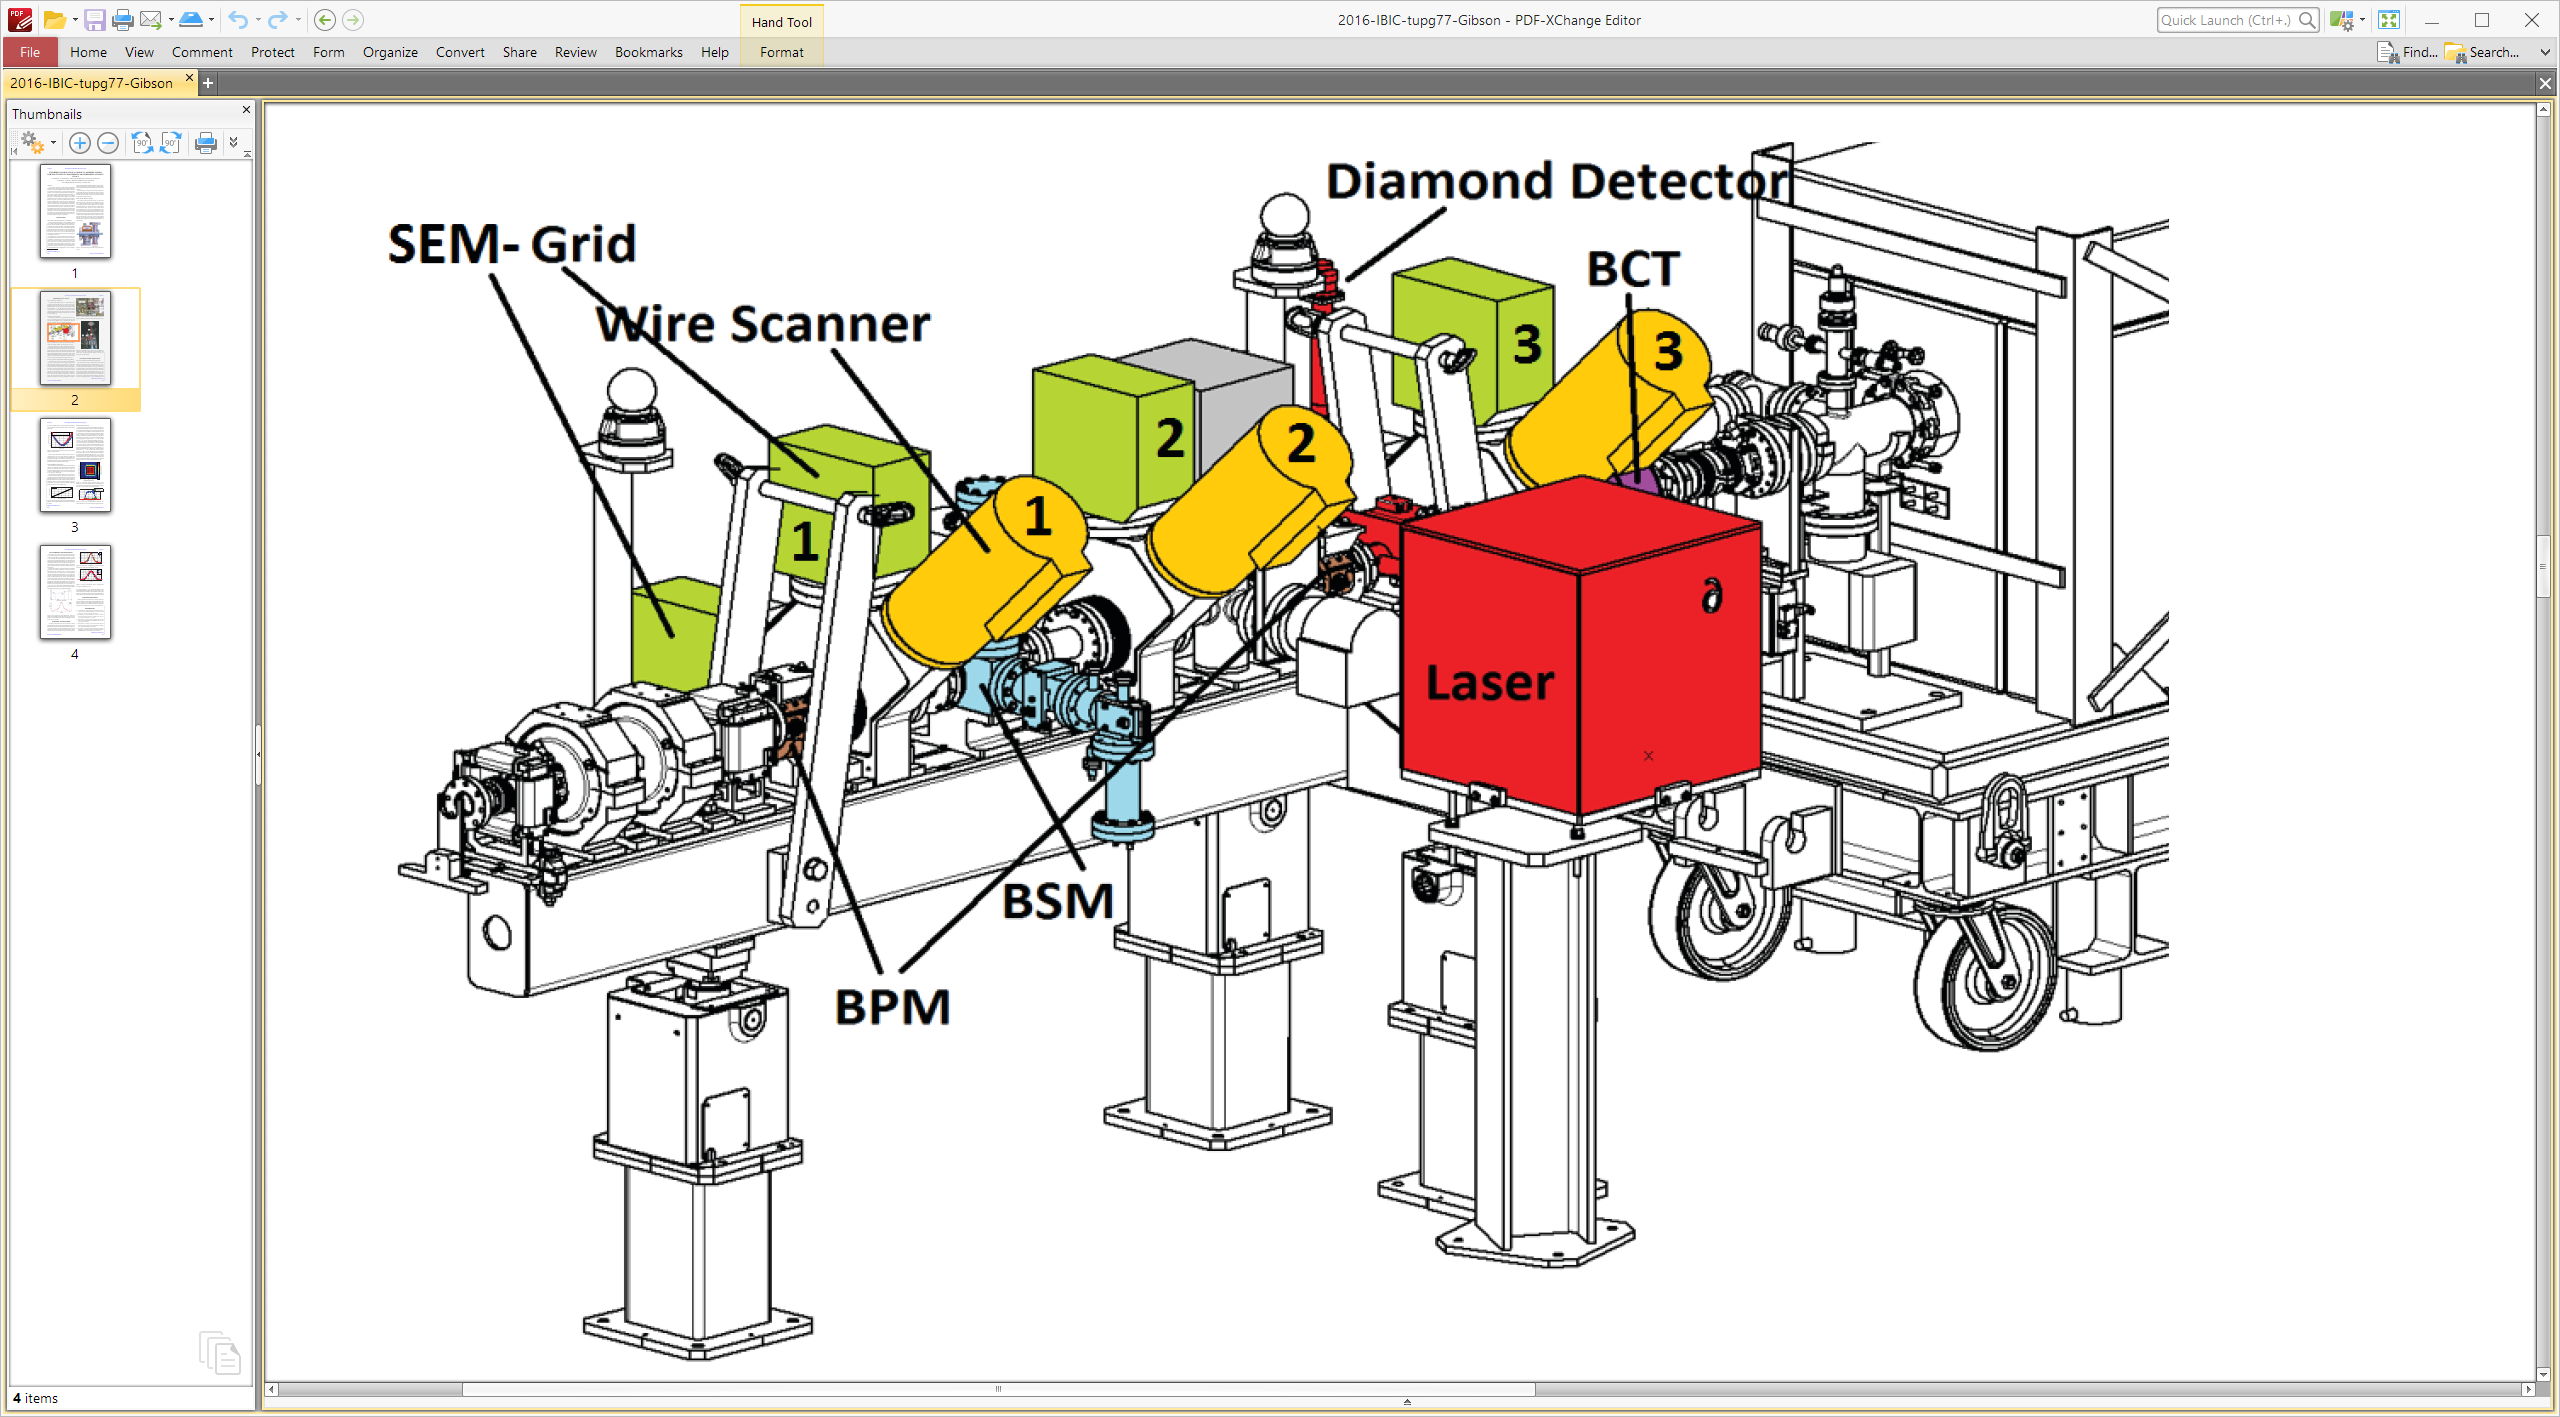 2016-IBIC-tupg77-Gibson - PDF-XChange Editor
Hand Tool
Quick Launch (Ctrl+.)
File
Home
View
Comment
Protect
Form
Organize
Convert
Share
Review
Bookmarks
Help
Format
Find...
Search...
2016-IBIC-tupg77-Gibson
Thumbnails
1
2
3
4
4 items
Diamond Detector
SEM- Grid
BCT
Wire Scanner
3
3
2
2
1
1
Laser
BSM
BPM